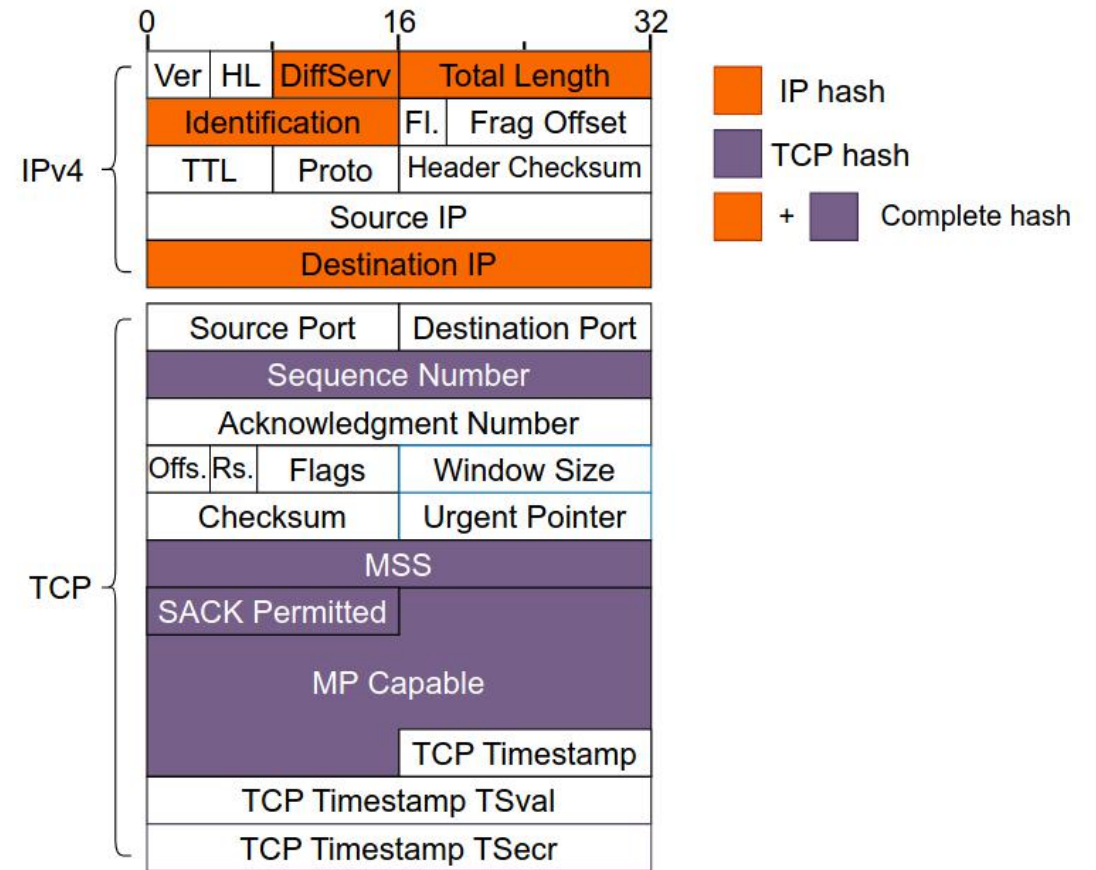 0 16 32
Ver HL DiffServ Total Length
IP hash
Identification Fl. Frag Offset
TCP hash
IPv4
TTL Proto Header Checksum
Source IP
+ Complete hash
Destination IP
Source Port Destination Port
Sequence Number
Acknowledgment Number
Offs. Rs. Flags Window Size
Checksum Urgent Pointer
TCP
MSS
SACK Permitted
MP Capable
TCP Timestamp
TCP Timestamp TSval
TCP Timestamp TSecr